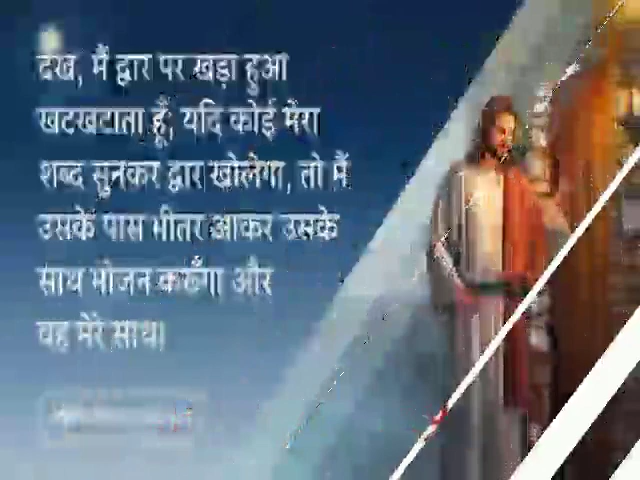 देख, मैं द्वार पर खड़ा हुआ
खटखटाता हूँ; यदि कोई मेरा
शब्द सुनकर द्वार खोलेगा, तो मैं
उसके पास भीतर आकर उसके
साथ भोजन करूँगा और
वह मेरे साथ।